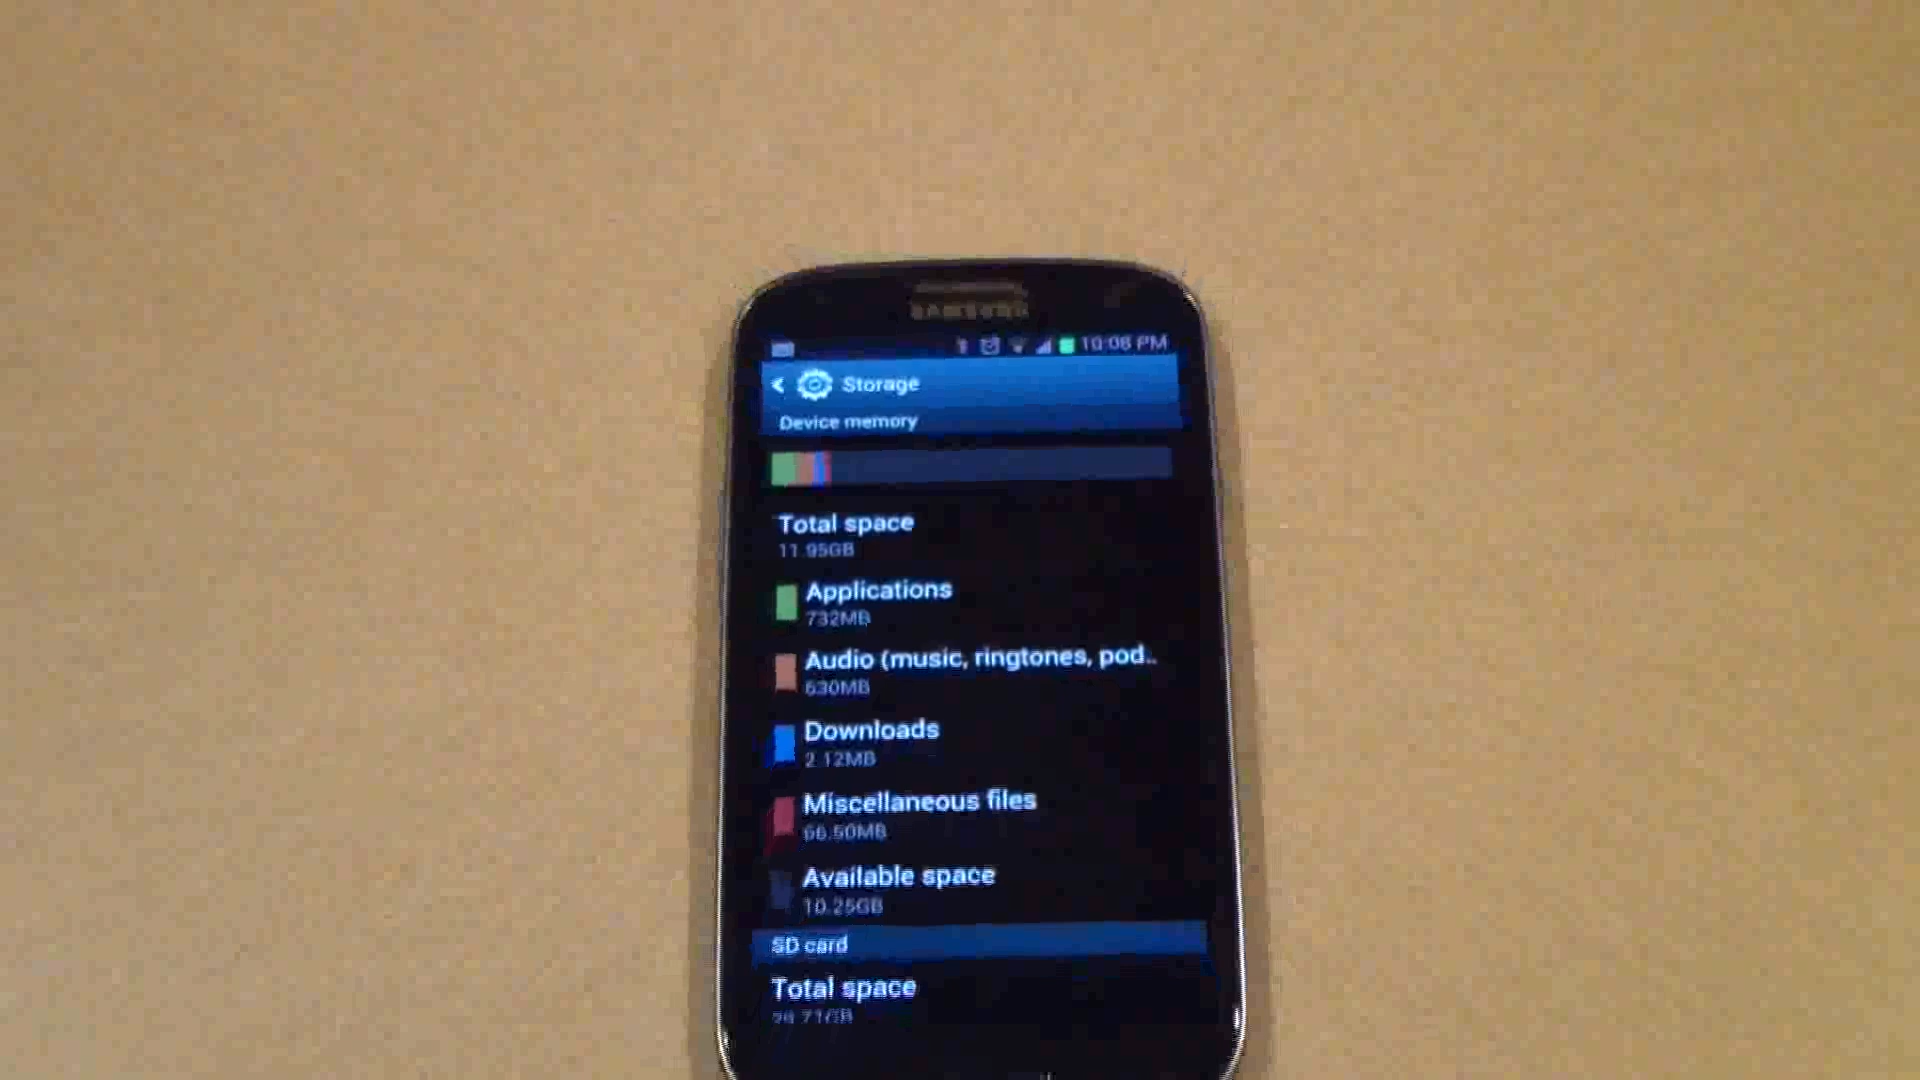 SAMSUNG
10:08 PM
< Storage
Device memory
Total space
11.95GB
Applications
732MB
Audio (music, ringtones, pod..
630MB
Downloads
2.12MB
Miscellaneous files
66.50MB
Available space
10.25GB
SD card
Total space